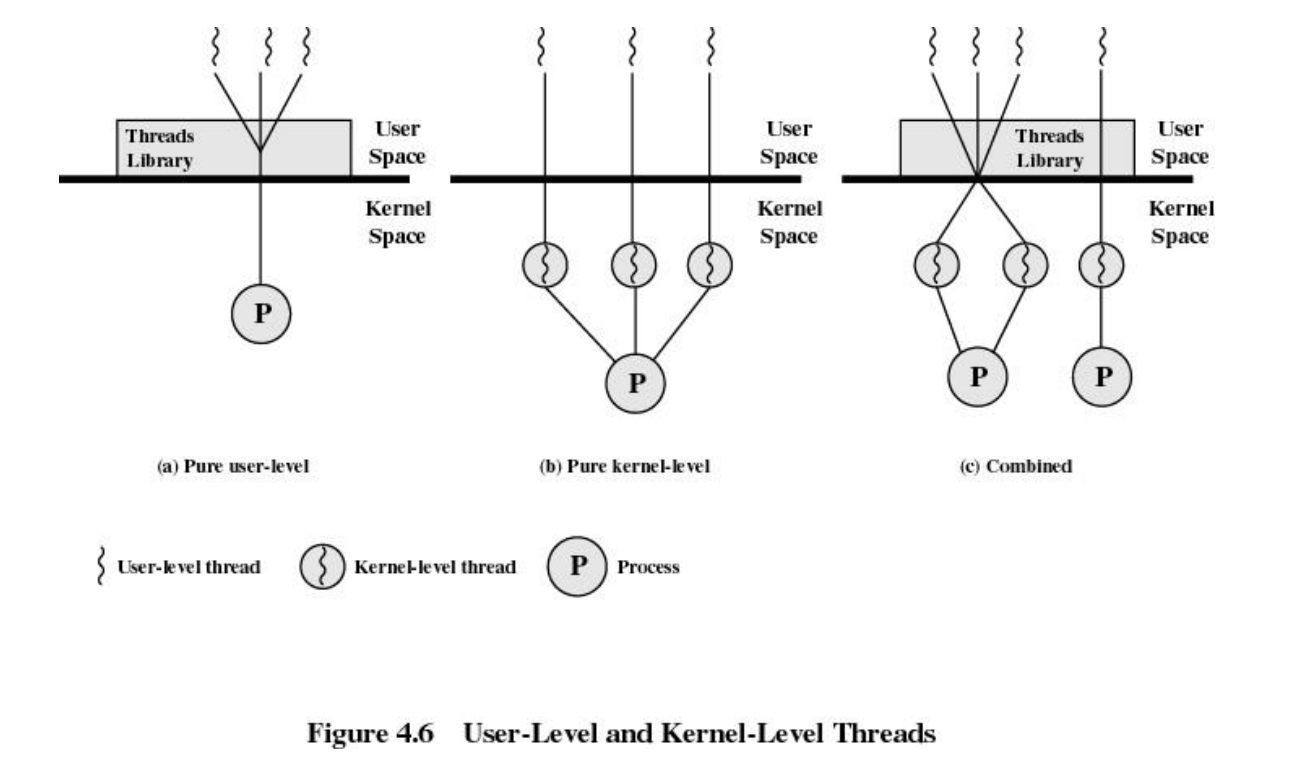 Threads
Library
User
Space
Kernel
Space
P
(a) Pure user-level
User
Space
Kernel
Space
P
(b) Pure kernel-level
Threads
Library
User
Space
Kernel
Space
P
P
(c) Combined
User-level thread
Kernel-level thread
P
Process
Figure 4.6 User-Level and Kernel-Level Threads